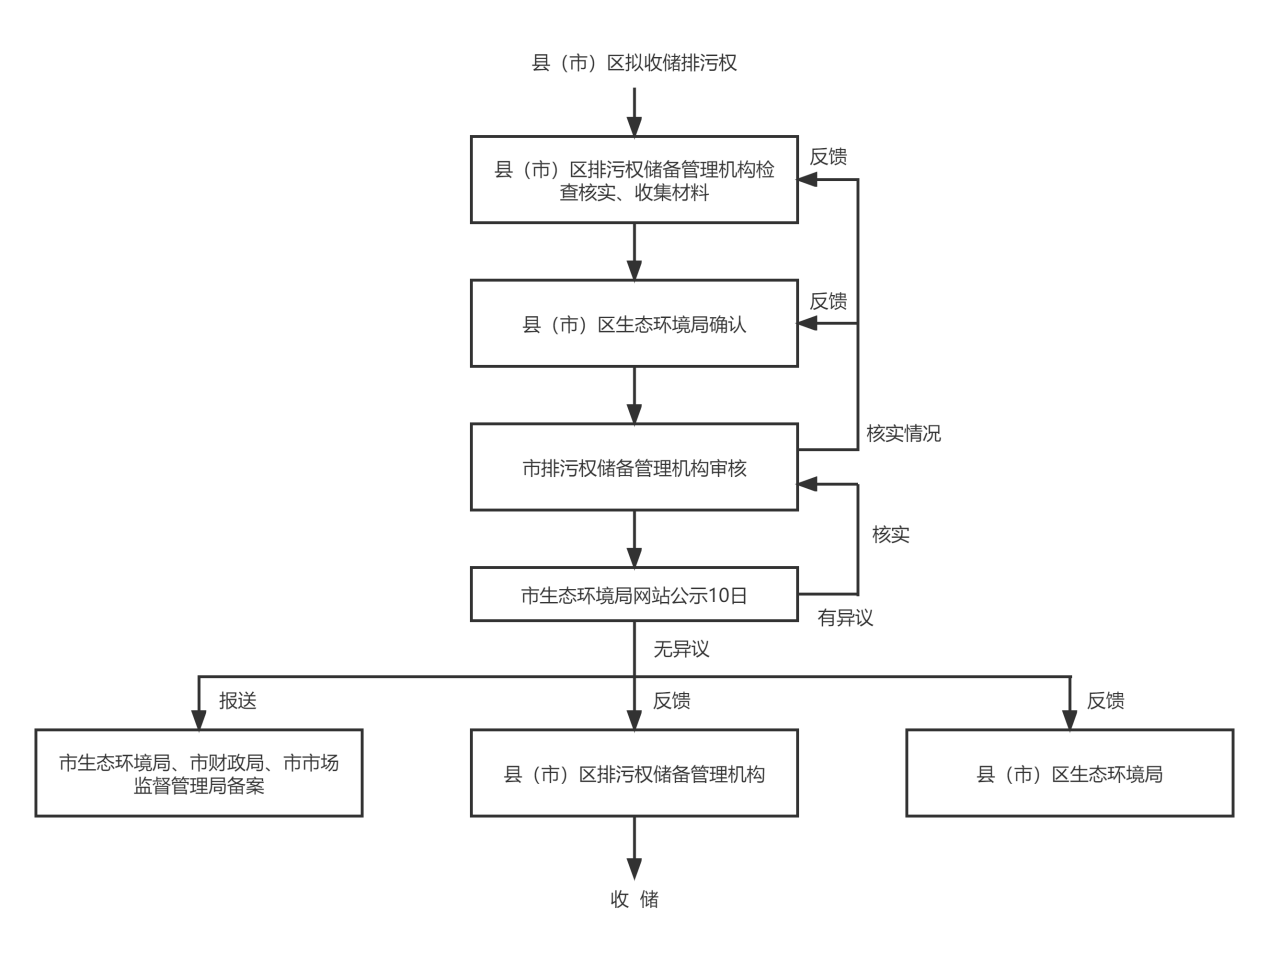 县（市）区拟收储排污权
反馈
县（市）区排污权储备管理机构检
查核实、收集材料
反馈
县（市）区生态环境局确认
核实情况
市排污权储备管理机构审核
核实
市生态环境局网站公示10日
有异议
无异议
报送
反馈
反馈
市生态环境局、市财政局、市市场
监督管理局备案
县（市）区排污权储备管理机构
县（市）区生态环境局
收 储